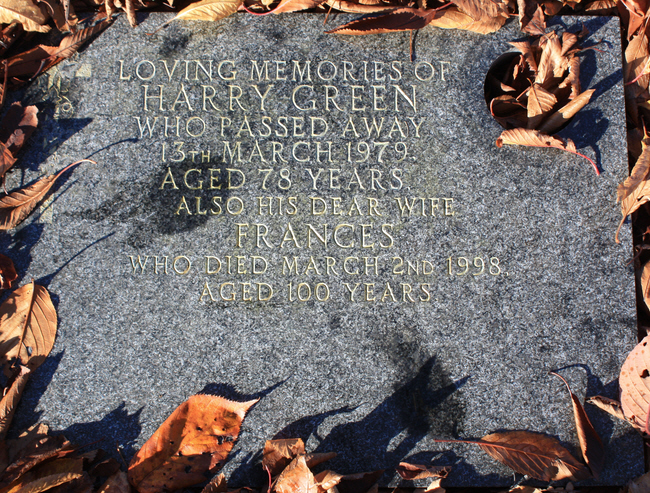 LOVING MEMORIES OF
HARRY GREEN
WHO PASSED AWAY
13TH MARCH 1979.
AGED 78 YEARS.
ALSO HIS DEAR WIFE
FRANCES
WHO DIED MARCH 2ND 1998.
AGED 100 YEARS